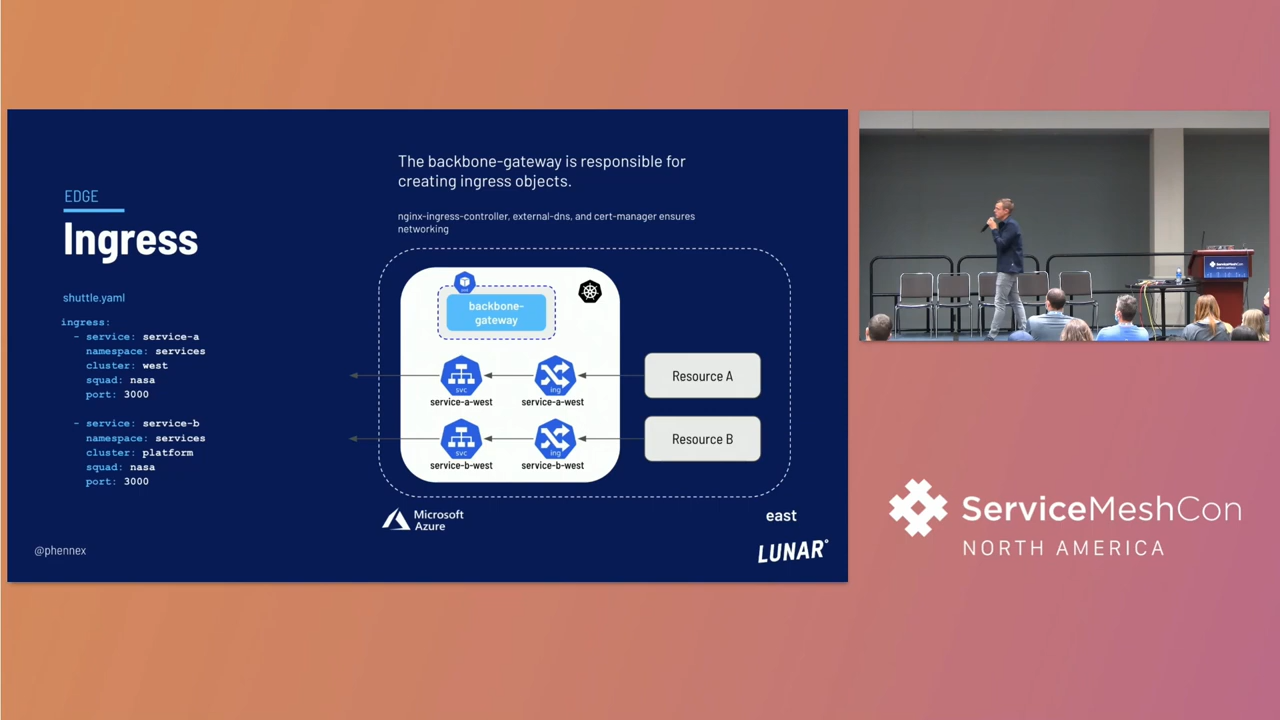 EDGE
Ingress
shuttle.yaml
ingress:
- service: service-a
namespace: services
cluster: west
squad: nasa
port: 3000
- service: service-b
namespace: services
cluster: platform
squad: nasa
port: 3000
@phennex
The backbone-gateway is responsible for
creating ingress objects.
nginx-ingress-controller, external-dns, and cert-manager ensures
networking
backbone-
gateway
svc
service-a-west
ing
service-a-west
Resource A
svc
service-b-west
ing
service-b-west
Resource B
Microsoft
Azure
east
LUNAR°
ServiceMeshCon
ServiceMeshCon
NORTH AMERICA